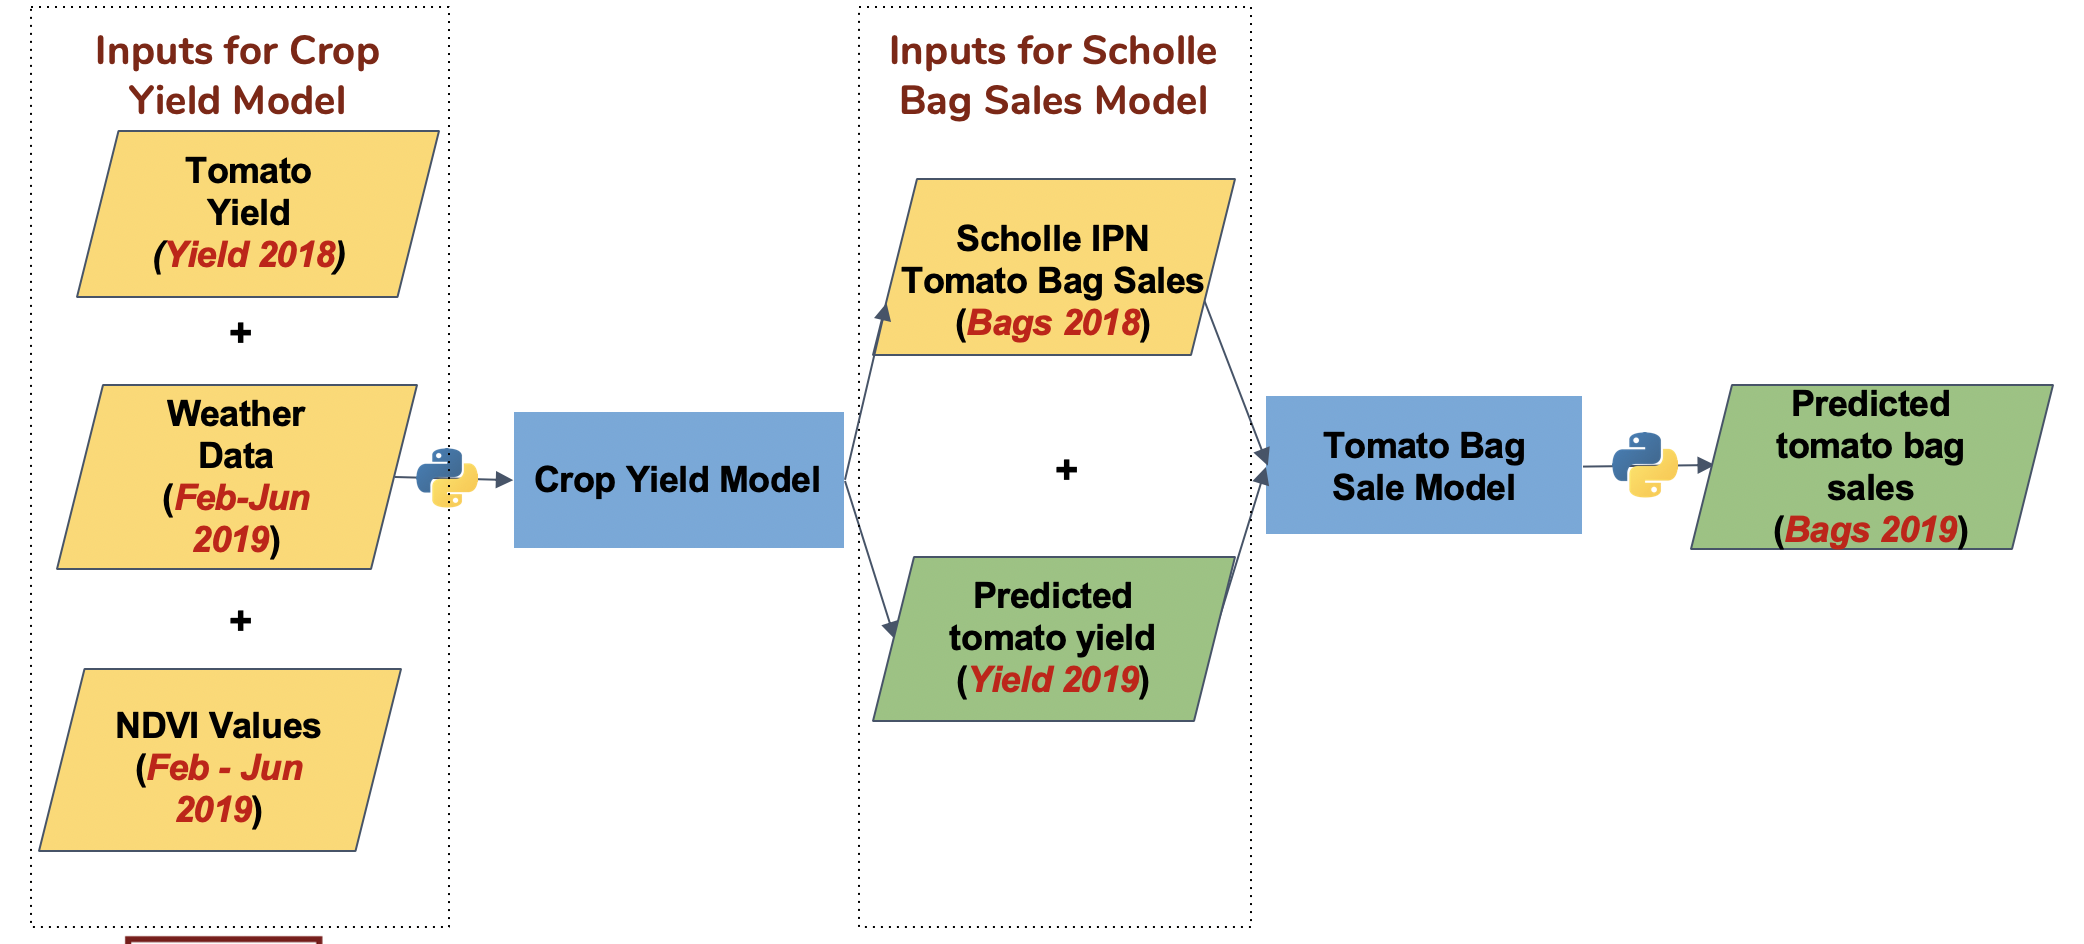 Inputs for Crop
Yield Model
Tomato
Yield
(Yield 2018)
+
Weather
Data
(Feb-Jun
2019)
+
NDVI Values
(Feb - Jun
2019)
Crop Yield Model
Inputs for Scholle
Bag Sales Model
Scholle IPN
Tomato Bag Sales
(Bags 2018)
+
Predicted
tomato yield
(Yield 2019)
Tomato Bag
Sale Model
Predicted
tomato bag
sales
(Bags 2019)